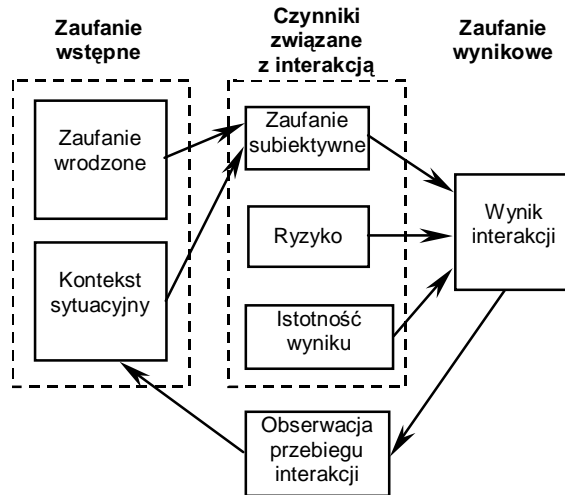 Zaufanie
wstępne
Czynniki
związane
z interakcją
Zaufanie
wynikowe
Zaufanie
wrodzone
Kontekst
sytuacyjny
Zaufanie
subiektywne
Ryzyko
Istotność
wyniku
Wynik
interakcji
Obserwacja
przebiegu
interakcji